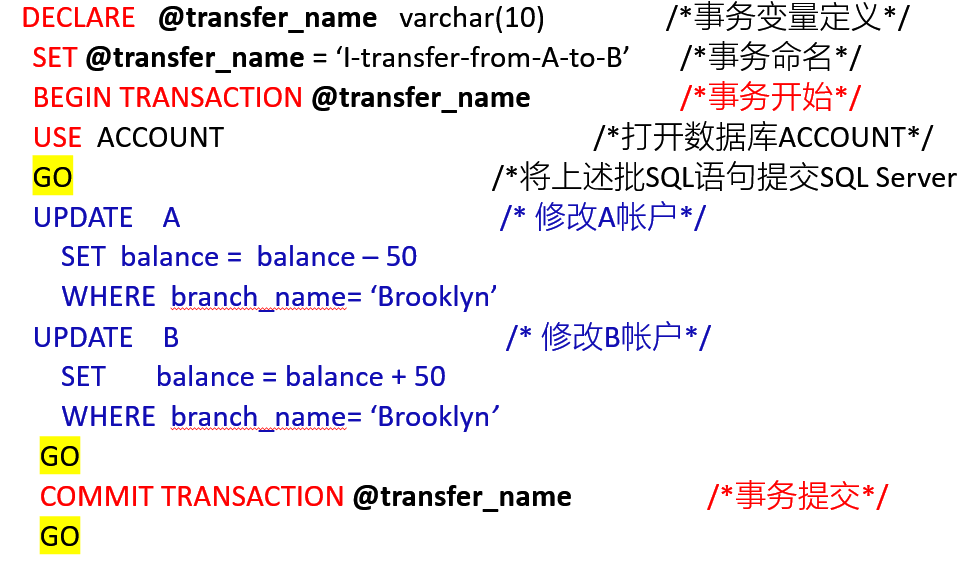 DECLARE @transfer_name varchar(10) /*事务变量定义*/
SET @transfer_name = ‘I-transfer-from-A-to-B’ /*事务命名*/
BEGIN TRANSACTION @transfer_name /*事务开始*/
USE ACCOUNT /*打开数据库ACCOUNT*/
GO /*将上述批SQL语句提交SQL Server
UPDATE A /* 修改A帐户*/
SET balance = balance – 50
WHERE branch_name= ‘Brooklyn’
UPDATE B /* 修改B帐户*/
SET balance = balance + 50
WHERE branch_name= ‘Brooklyn’
GO
COMMIT TRANSACTION @transfer_name /*事务提交*/
GO